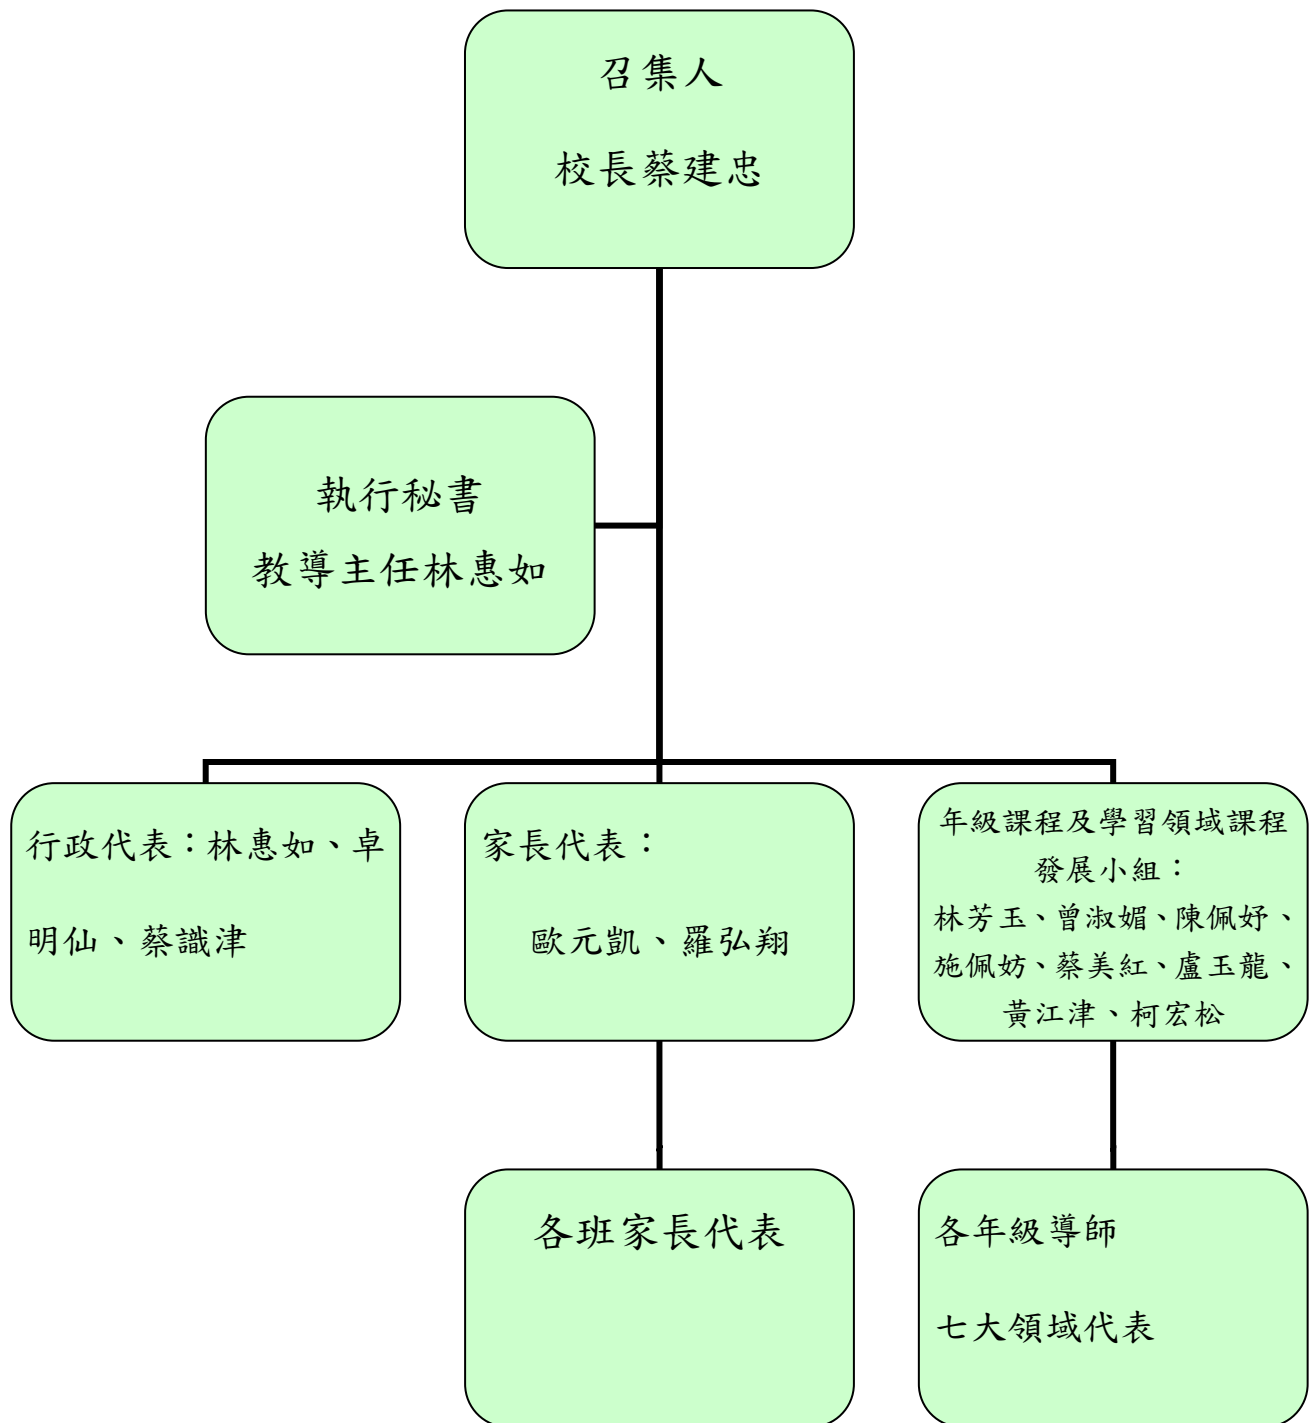 召集人
校長蔡建忠
執行秘書
教導主任林惠如
行政代表：林惠如、卓
明仙、蔡識津
家長代表：
歐元凱、羅弘翔
年級課程及學習領域課程
發展小組：
林芳玉、曾淑媚、陳佩妤、
施佩妨、蔡美紅、盧玉龍、
黃江津、柯宏松
各班家長代表
各年級導師
七大領域代表